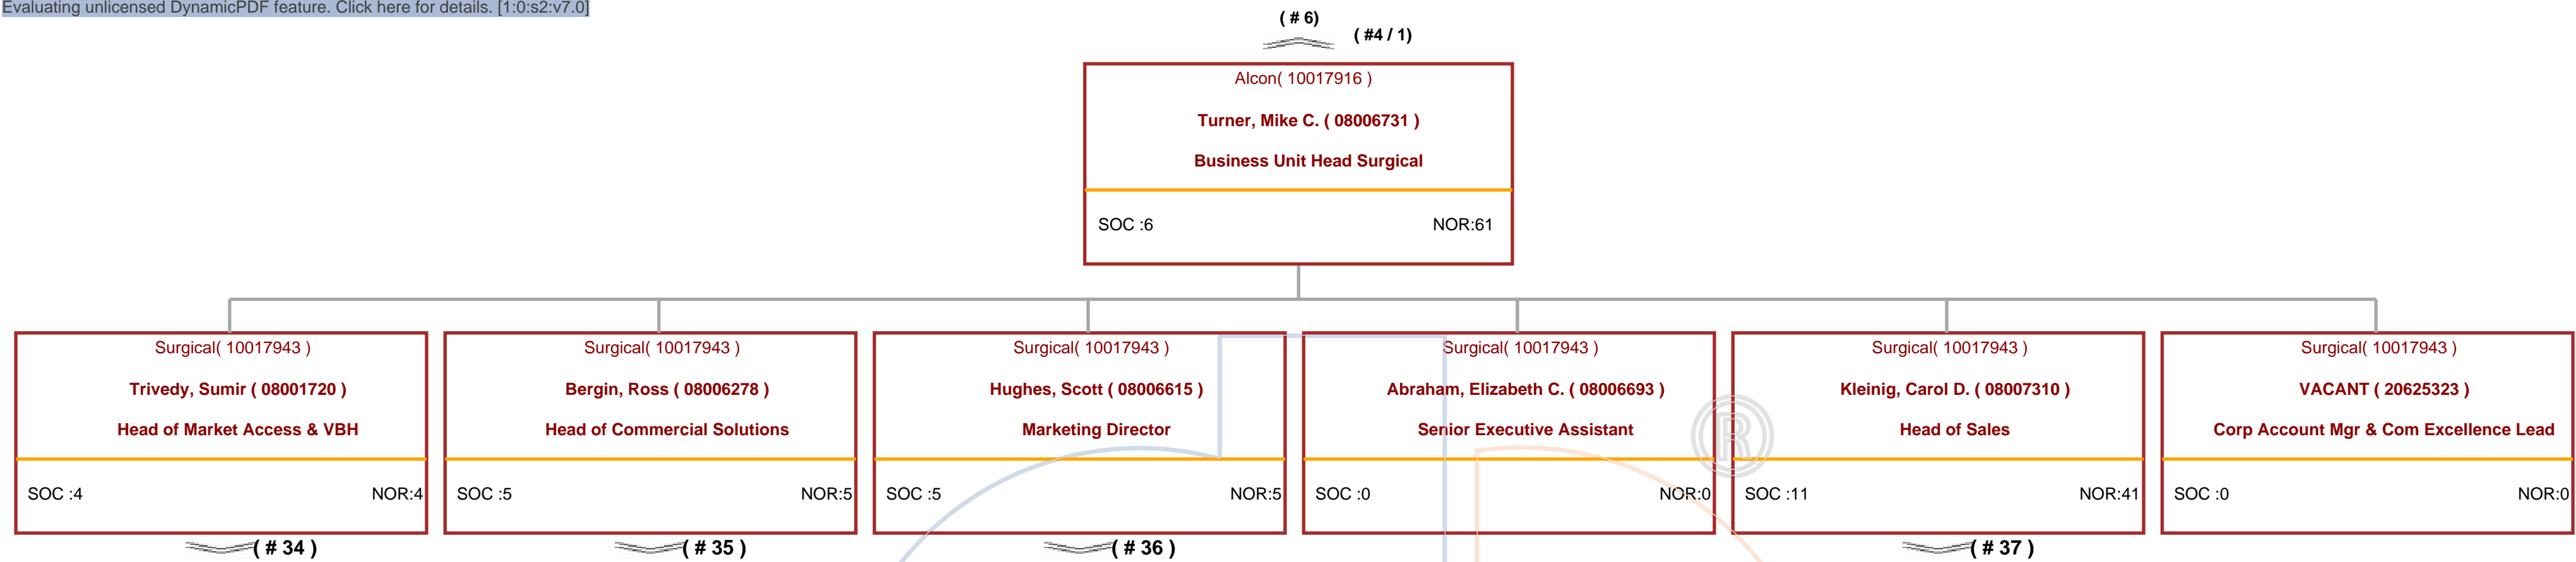 Evaluating unlicensed DynamicPDF feature. Click here for details. [1:0:s2:v7.0]
( # 6)
( #4 / 1)
Alcon( 10017916 )
Turner, Mike C. ( 08006731 )
Business Unit Head Surgical
SOC :6 NOR:61
Surgical( 10017943 )
Trivedy, Sumir ( 08001720 )
Head of Market Access & VBH
SOC :4 NOR:4
( # 34 )
Surgical( 10017943 )
Bergin, Ross ( 08006278 )
Head of Commercial Solutions
SOC :5 NOR:5
( # 35 )
Surgical( 10017943 )
Hughes, Scott ( 08006615 )
Marketing Director
SOC :5 NOR:5
( # 36 )
Surgical( 10017943 )
Abraham, Elizabeth C. ( 08006693 )
Senior Executive Assistant
SOC :0 NOR:0
®
Surgical( 10017943 )
Kleinig, Carol D. ( 08007310 )
Head of Sales
SOC :11 NOR:41
( # 37 )
Surgical( 10017943 )
VACANT ( 20625323 )
Corp Account Mgr & Com Excellence Lead
SOC :0 NOR:0